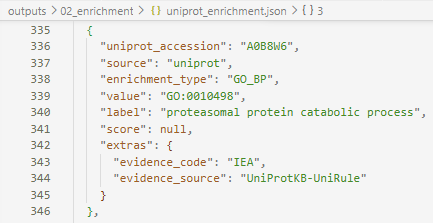 outputs > 02_enrichment > {} uniprot_enrichment.json > {} 3
335 {
336 "uniprot_accession": "A0B8W6",
337 "source": "uniprot",
338 "enrichment_type": "GO_BP",
339 "value": "GO:0010498",
340 "label": "proteasomal protein catabolic process",
341 "score": null,
342 "extras": {
343 "evidence_code": "IEA",
344 "evidence_source": "UniProtKB-UniRule"
345 }
346 },